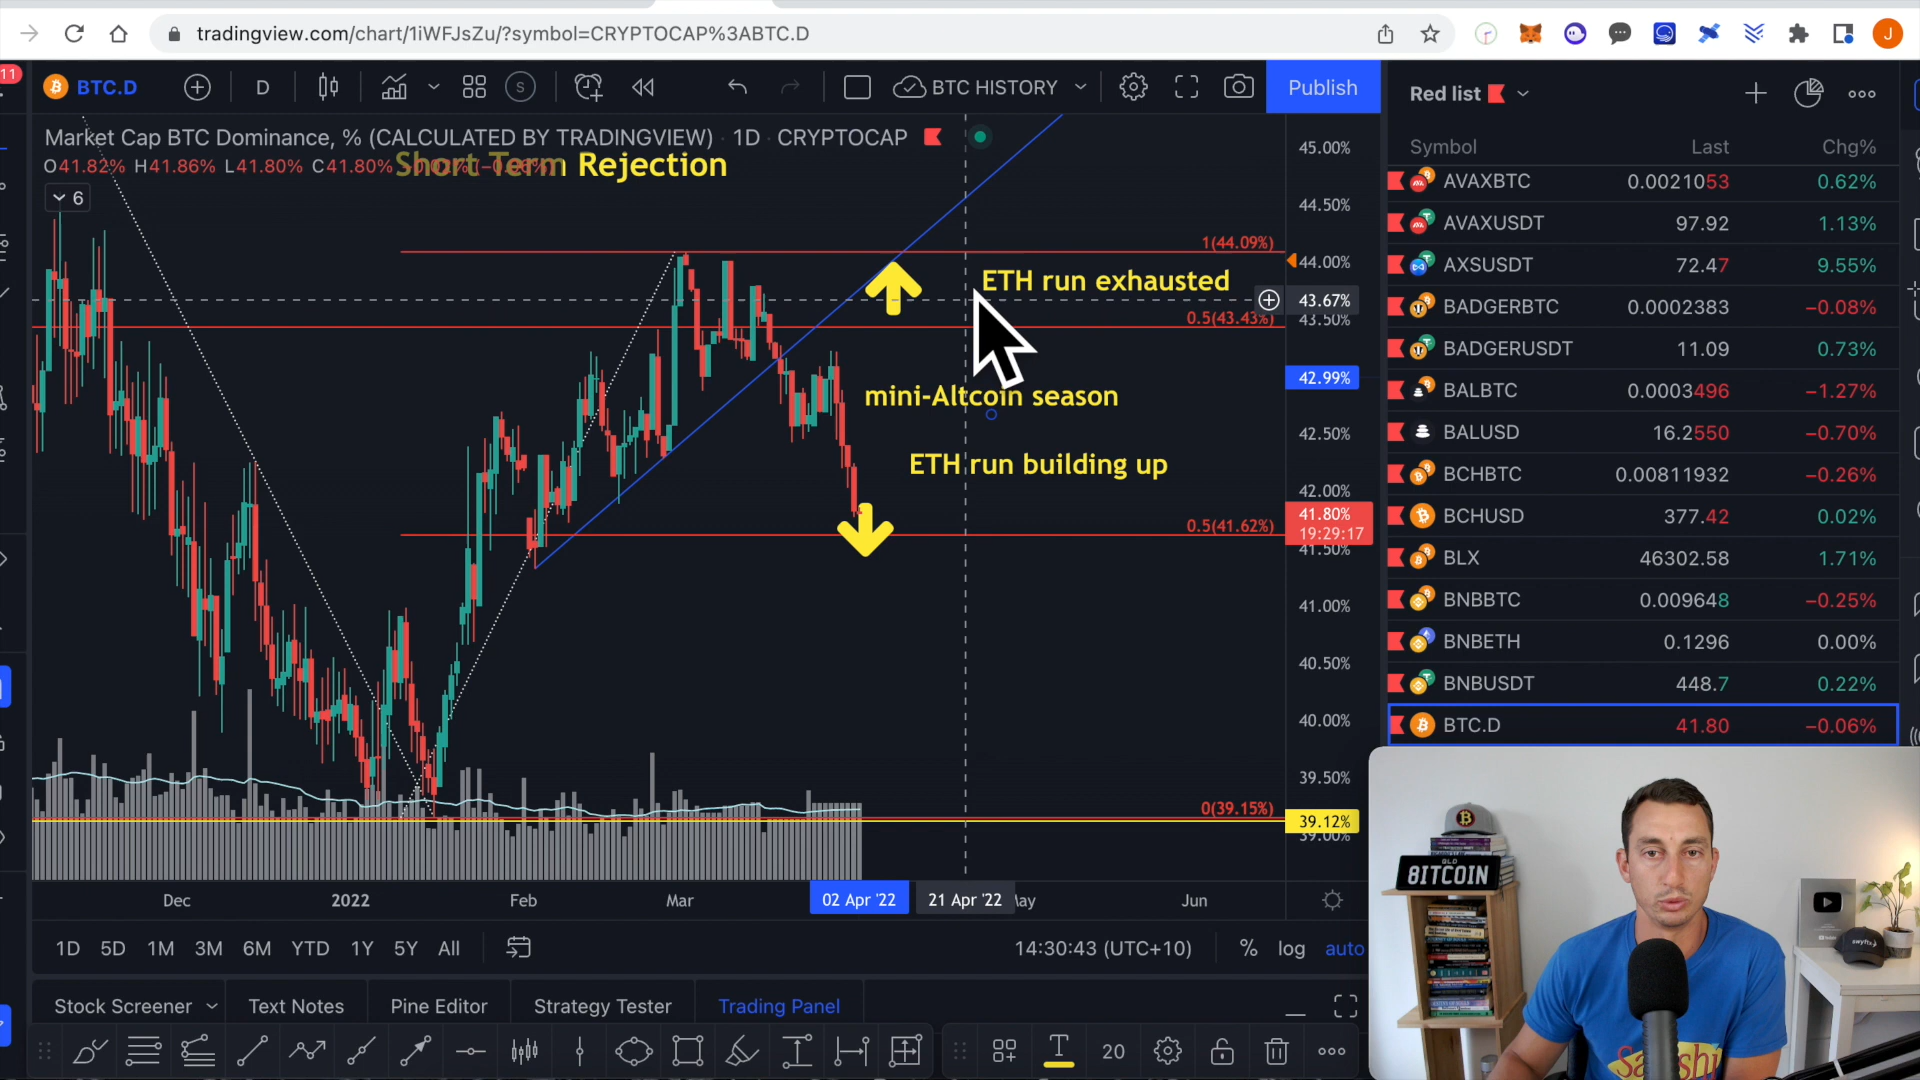 tradingview.com/chart/1iWFJsZu/?symbol=CRYPTOCAP%3ABTC.D
J
11
BTC.D
D
S
BTC HISTORY
Publish
Red list
Market Cap BTC Dominance, % (CALCULATED BY TRADINGVIEW) · 1D · CRYPTOCAP
O41.82% H41.86% L41.80% C41.80%
Short Term Rejection
6
Symbol Last Chg%
AVAXBTC 0.0021053 0.62%
AVAXUSDT 97.92 1.13%
AXSUSDT 72.47 9.55%
BADGERBTC 0.0002383 −0.08%
BADGERUSDT 11.09 0.73%
BALBTC 0.0003496 −1.27%
BALUSD 16.2550 −0.70%
BCHBTC 0.00811932 −0.26%
BCHUSD 377.42 0.02%
BLX 46302.58 1.71%
BNBBTC 0.009648 −0.25%
BNBETH 0.1296 0.00%
BNBUSDT 448.7 0.22%
BTC.D 41.80 −0.06%
45.00%
44.50%
1(44.09%)
44.00%
ETH run exhausted
43.67%
0.5(43.43%)
43.50%
42.99%
mini-Altcoin season
42.50%
ETH run building up
42.00%
41.80%
0.5(41.62%)
19:29:17
41.50%
41.00%
40.50%
40.00%
39.50%
0(39.15%)
39.12%
39.00%
Dec 2022 Feb Mar 02 Apr '22 21 Apr '22 May Jun
1D 5D 1M 3M 6M YTD 1Y 5Y All
14:30:43 (UTC+10) % log auto
Stock Screener Text Notes Pine Editor Strategy Tester Trading Panel
T 20
QLD
8ITCOIN
swyftx
Satoshi